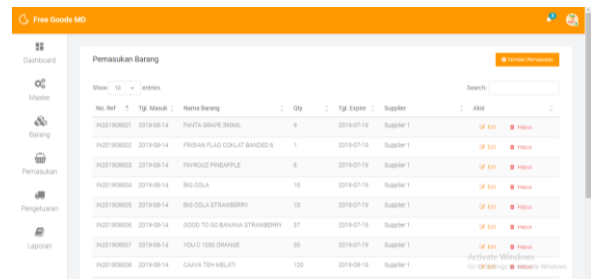 Free Goods MD
Dashboard
Master
Barang
Pemasukan
Pengeluaran
Laporan
Pemasukan Barang
Tambah Pemasukan
Show 10 entries
Search:
No. Ref Tgl. Masuk Nama Barang Qty Tgl. Expire Supplier Aksi
IN201908001 2019-08-14 FANTA GRAPE 390ML 9 2019-07-19 Supplier 1 Edit Hapus
IN201908002 2019-08-14 FRISIAN FLAG COKLAT BANDED 6 1 2019-07-19 Supplier 1 Edit Hapus
IN201908003 2019-08-14 FAYROUZ PINEAPPLE 6 2019-07-19 Supplier 1 Edit Hapus
IN201908004 2019-08-14 BIG COLA 10 2019-07-19 Supplier 1 Edit Hapus
IN201908005 2019-08-14 BIG COLA STRAWBERRY 10 2019-07-19 Supplier 1 Edit Hapus
IN201908006 2019-08-14 GOOD TO GO BANANA STRAWBERRY 57 2019-07-19 Supplier 1 Edit Hapus
IN201908007 2019-08-14 YOU C 1000 ORANGE 30 2019-07-19 Supplier 1 Edit Hapus
IN201908008 2019-08-14 CAAYA TEH MELATI 120 2019-08-19 Supplier 1 Edit Hapus
Activate Windows